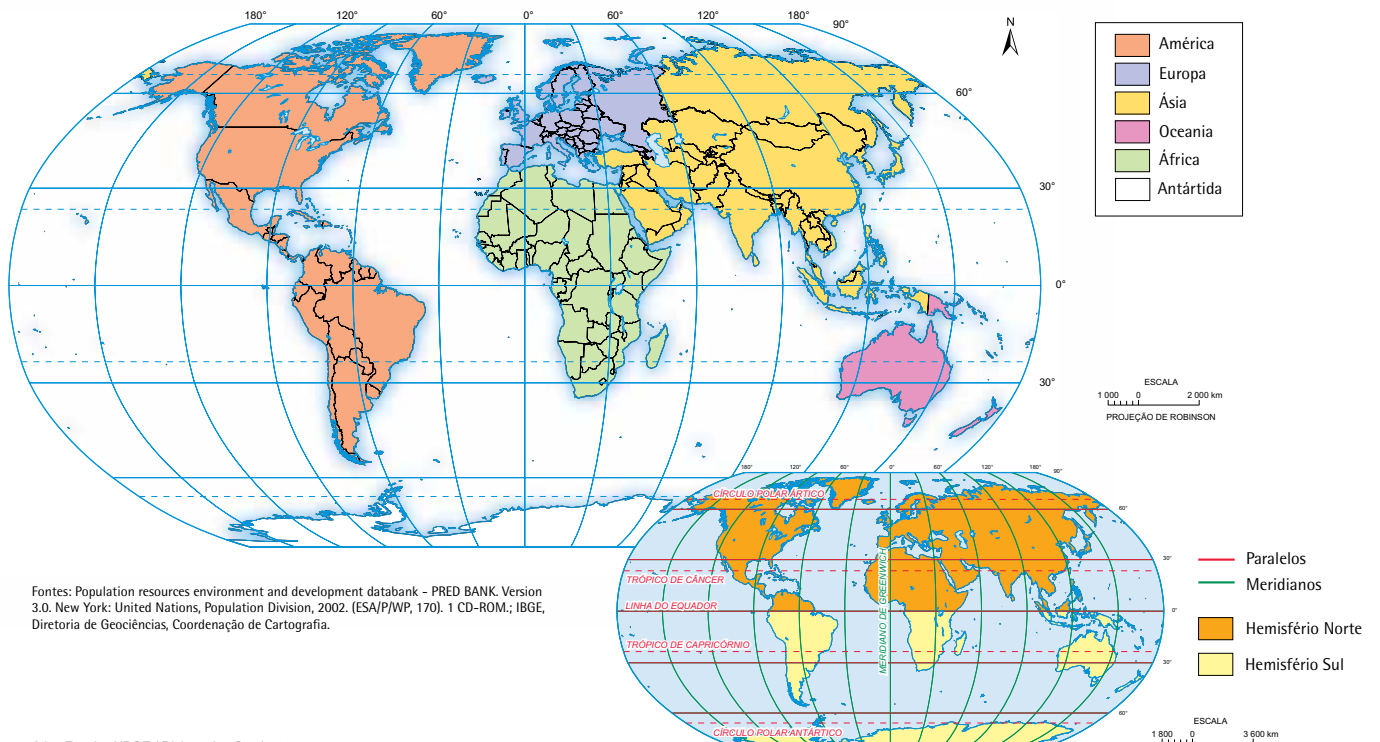 180° 120° 60° 0° 60° 120° 180° 90°
N
América
Europa
Ásia
Oceania
África
Antártida
60°
30°
0°
30°
ESCALA
1 000 0 2 000 km
PROJEÇÃO DE ROBINSON
180° 120° 60° 0° 60° 120° 180° 90°
CÍRCULO POLAR ÁRTICO
60°
30°
TRÓPICO DE CÂNCER
LINHA DO EQUADOR
0°
MERIDIANO DE GREENWICH
TRÓPICO DE CAPRICÓRNIO
30°
60°
CÍRCULO POLAR ANTÁRTICO
Paralelos
Meridianos
Hemisfério Norte
Hemisfério Sul
ESCALA
1 800 0 3 600 km
Fontes: Population resources environment and development databank - PRED BANK. Version
3.0. New York: United Nations, Population Division, 2002. (ESA/P/WP, 170). 1 CD-ROM.; IBGE,
Diretoria de Geociências, Coordenação de Cartografia.